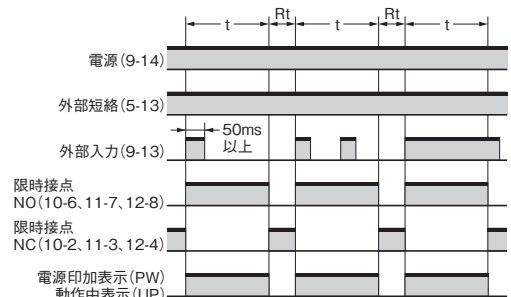 t Rt t Rt t
電源(9-14)
外部短絡(5-13)
50ms
以上
外部入力(9-13)
限時接点
NO(10-6、11-7、12-8)
限時接点
NC(10-2、11-3、12-4)
電源印加表示(PW)
動作中表示(UP)